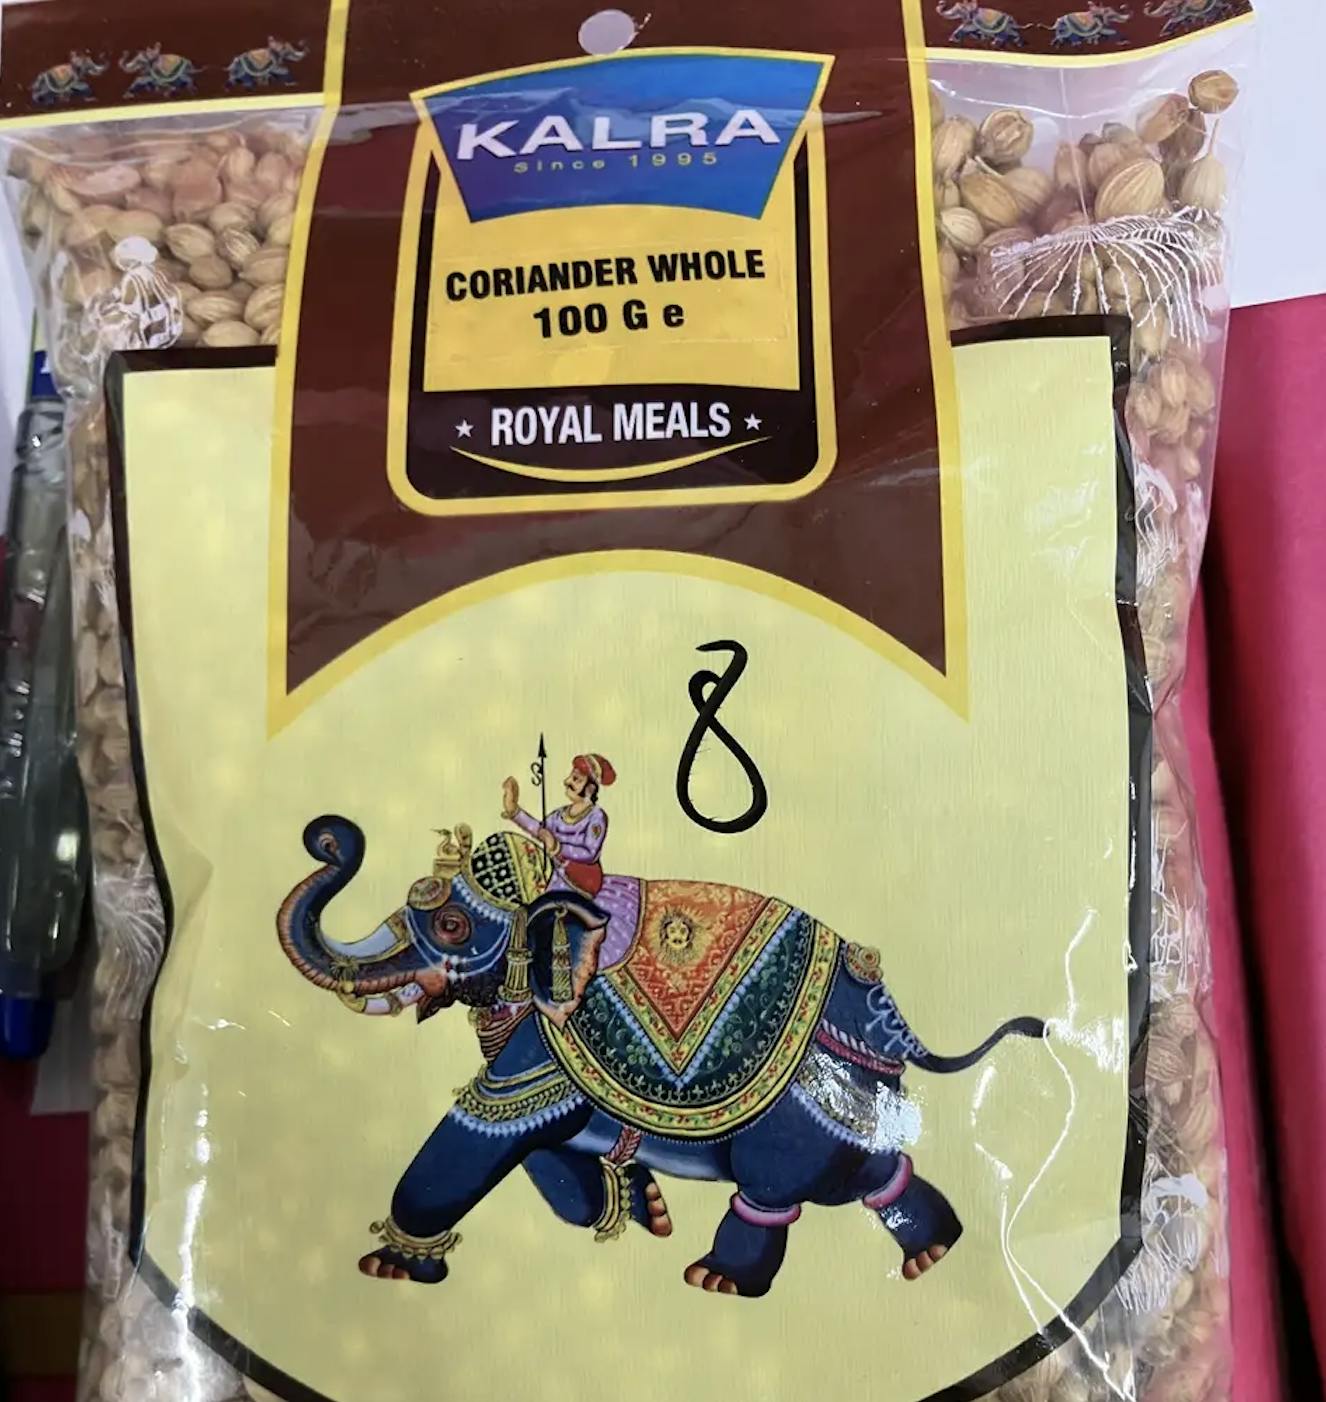 KALRA
Since 1995
CORIANDER WHOLE
100 G e
★ ROYAL MEALS ★
8